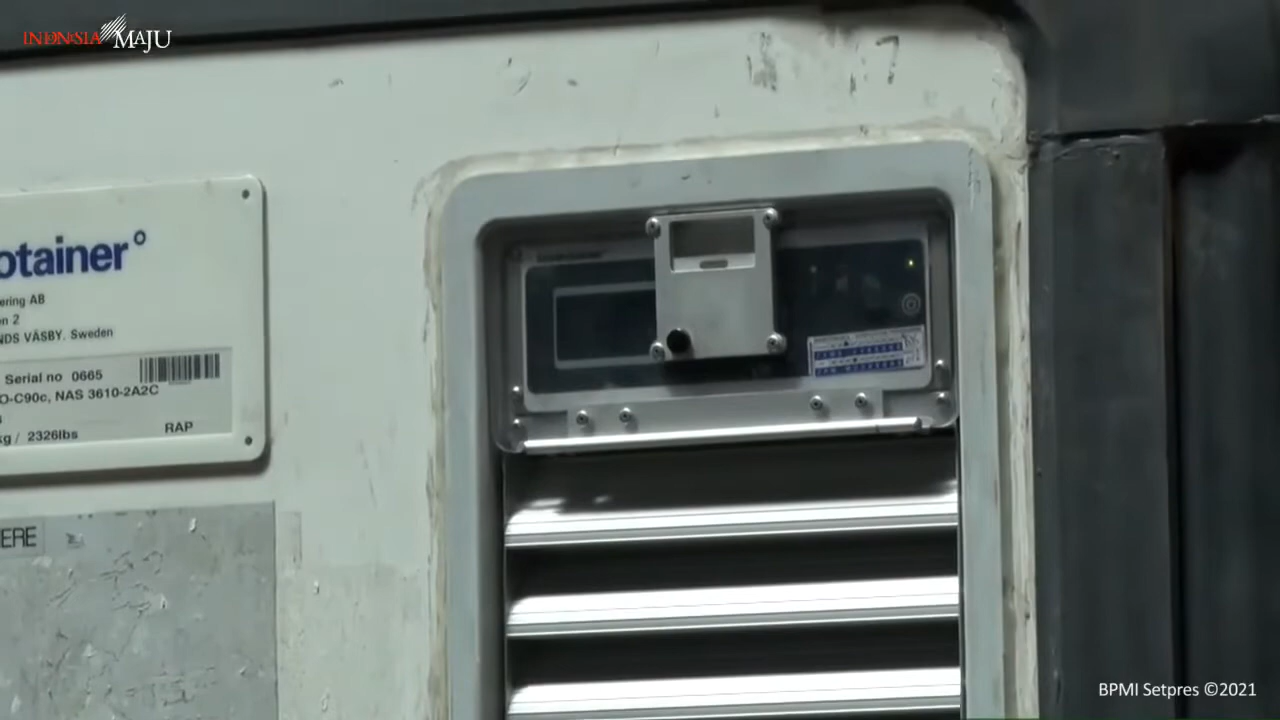 INDONESIA MAJU
otainer°
ering AB
en 2
NDS VÄSBY. Sweden
Serial no 0665
O-C90c, NAS 3610-2A2C
kg / 2326lbs
RAP
ERE
BPMI Setpres ©2021